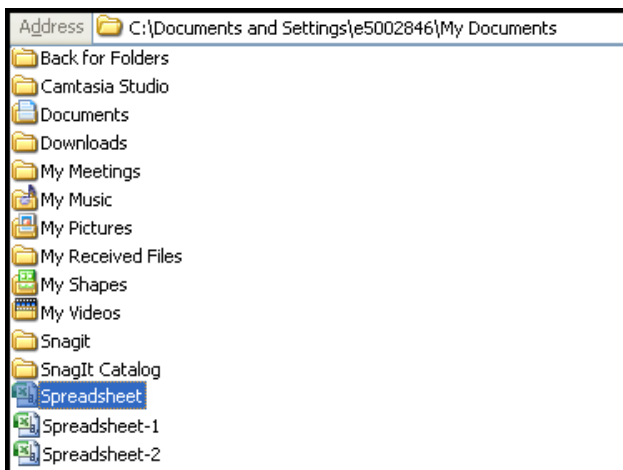 Address C:\Documents and Settings\e5002846\My Documents
Back for Folders
Camtasia Studio
Documents
Downloads
My Meetings
My Music
My Pictures
My Received Files
My Shapes
My Videos
Snagit
SnagIt Catalog
Spreadsheet
Spreadsheet-1
Spreadsheet-2